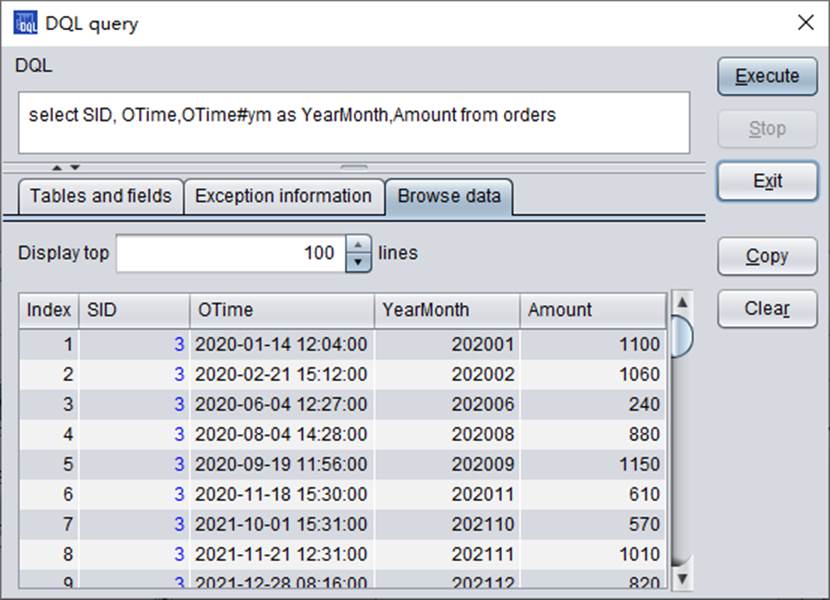 DQL DQL query
DQL
select SID, OTime,OTime#ym as YearMonth,Amount from orders
Execute
Stop
Exit
Tables and fields Exception information Browse data
Display top 100 lines
Copy
Clear
Index SID OTime YearMonth Amount
1 3 2020-01-14 12:04:00 202001 1100
2 3 2020-02-21 15:12:00 202002 1060
3 3 2020-06-04 12:27:00 202006 240
4 3 2020-08-04 14:28:00 202008 880
5 3 2020-09-19 11:56:00 202009 1150
6 3 2020-11-18 15:30:00 202011 610
7 3 2021-10-01 15:31:00 202110 570
8 3 2021-11-21 12:31:00 202111 1010
9 3 2021-12-28 08:16:00 202112 820